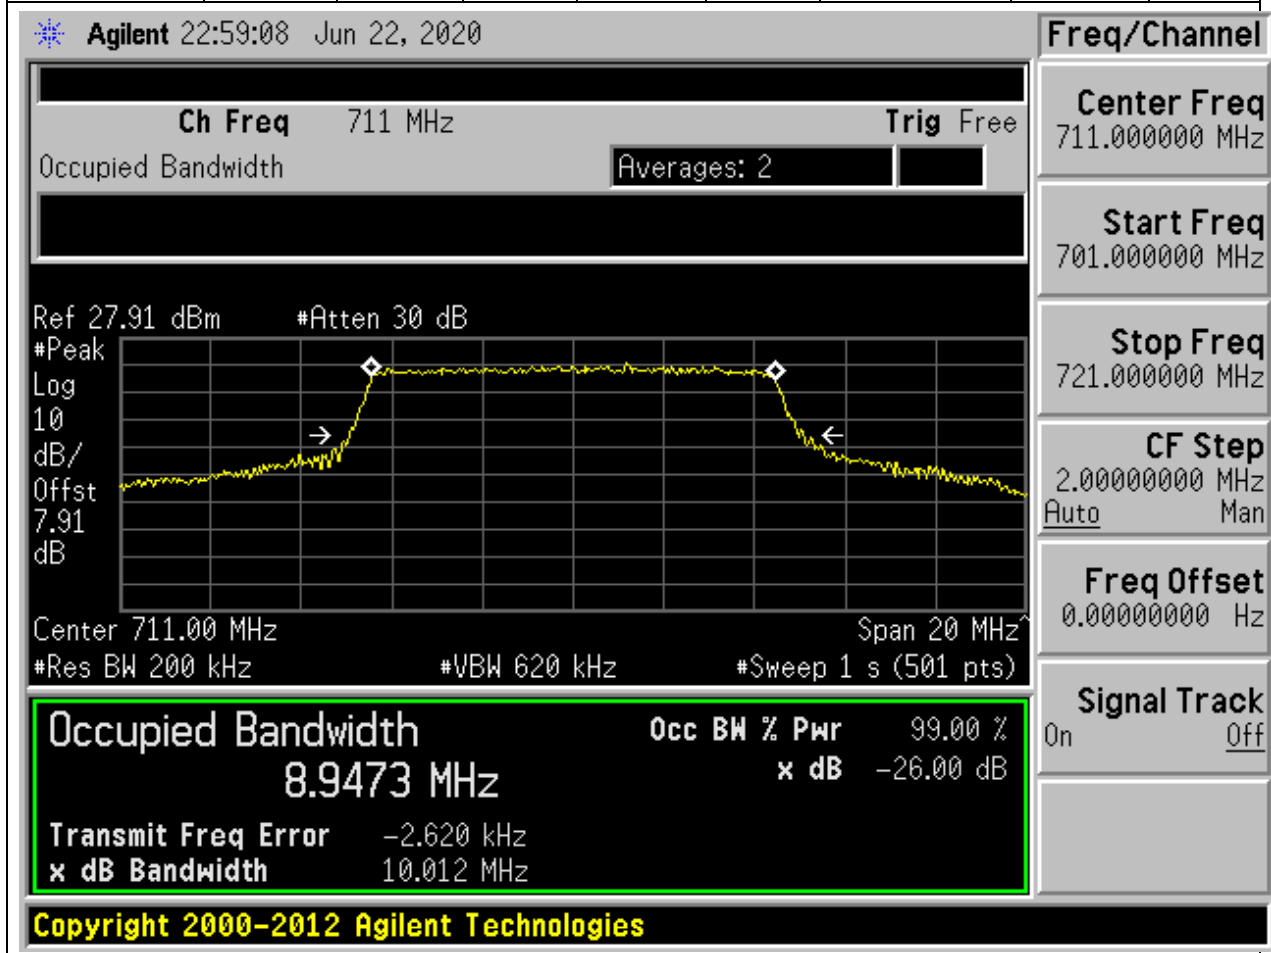 Agilent 22:59:08 Jun 22, 2020
Freq/Channel
Ch Freq 711 MHz Trig Free
Occupied Bandwidth Averages: 2
Ref 27.91 dBm #Atten 30 dB
#Peak
Log
10
dB/
Offst
7.91
dB
Center 711.00 MHz Span 20 MHz^
#Res BW 200 kHz #VBW 620 kHz #Sweep 1 s (501 pts)
Occupied Bandwidth Occ BW % Pwr 99.00 %
8.9473 MHz x dB -26.00 dB
Transmit Freq Error -2.620 kHz
x dB Bandwidth 10.012 MHz
Copyright 2000-2012 Agilent Technologies
Center Freq
711.000000 MHz
Start Freq
701.000000 MHz
Stop Freq
721.000000 MHz
CF Step
2.00000000 MHz
Auto Man
Freq Offset
0.00000000 Hz
Signal Track
On Off